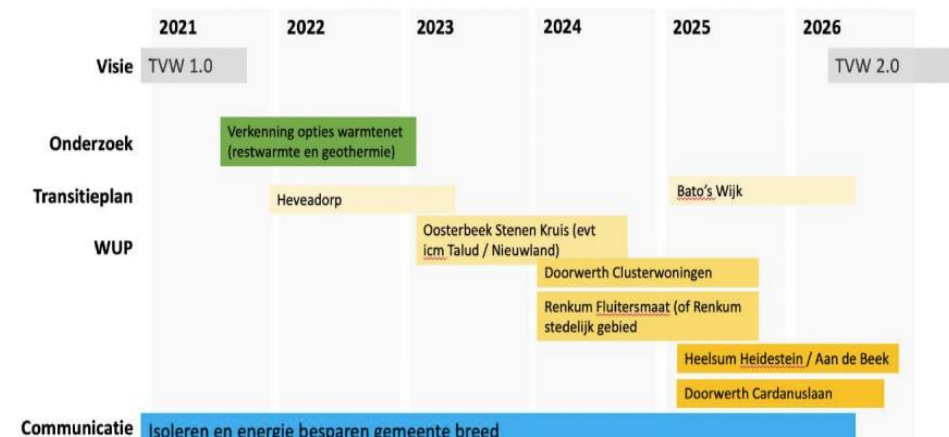 2021 2022 2023 2024 2025 2026
Visie TVW 1.0 TVW 2.0
Onderzoek Verkenning opties warmtenet
(restwarmte en geothermie)
Transitieplan Heveadorp Bato's Wijk
WUP Oosterbeek Stenen Kruis (evt
icm Talud / Nieuwland)
Doorwerth Clusterwoningen
Renkum Fluitersmaat (of Renkum
stedelijk gebied
Heelsum Heidestein / Aan de Beek
Doorwerth Cardanuslaan
Communicatie Isoleren en energie besparen gemeente breed